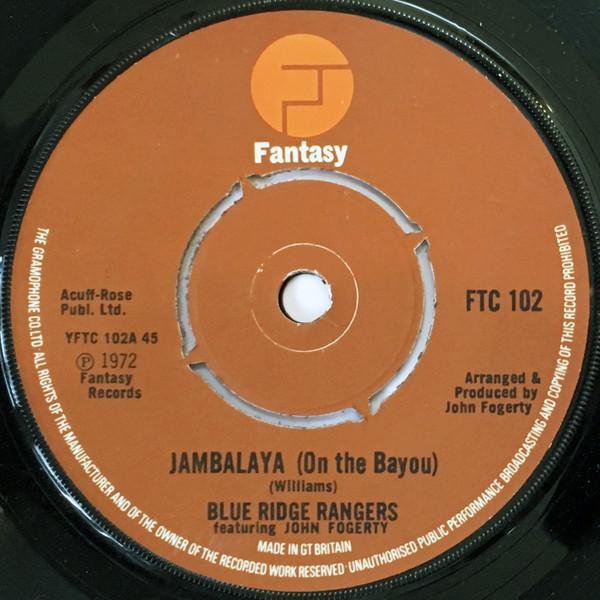 Fantasy
Acuff-Rose
Publ. Ltd.
YFTC 102A 45
Ⓟ 1972
Fantasy
Records
FTC 102
Arranged &
Produced by
John Fogerty
JAMBALAYA (On the Bayou)
(Williams)
BLUE RIDGE RANGERS
featuring JOHN FOGERTY
MADE IN GT BRITAIN
THE GRAMOPHONE CO.LTD ALL RIGHTS OF THE MANUFACTURER AND OF THE OWNER OF THE RECORDED WORK RESERVED·UNAUTHORISED PUBLIC PERFORMANCE BROADCASTING AND COPYING OF THIS RECORD PROHIBITED